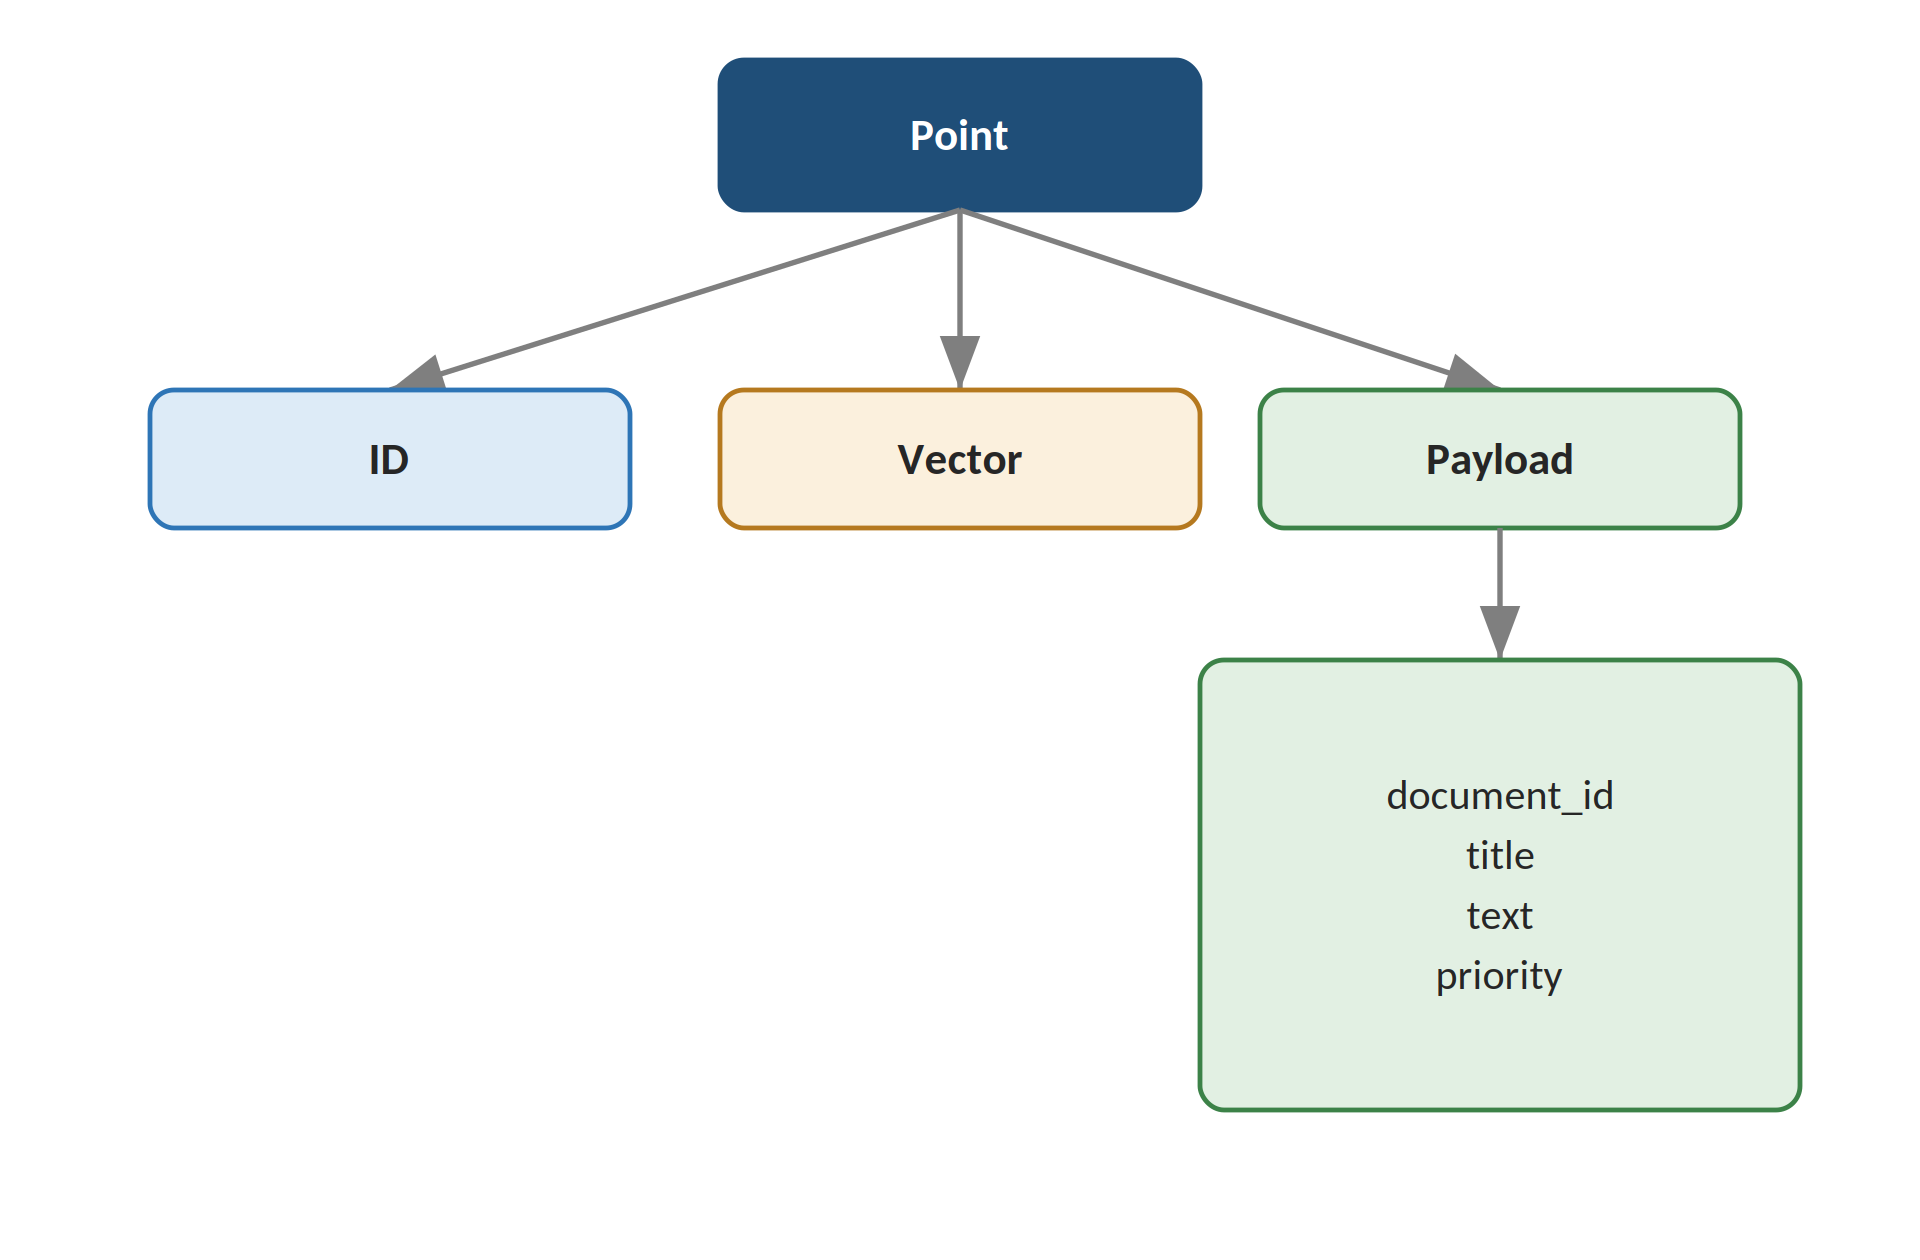 Point
ID
Vector
Payload
document_id
title
text
priority